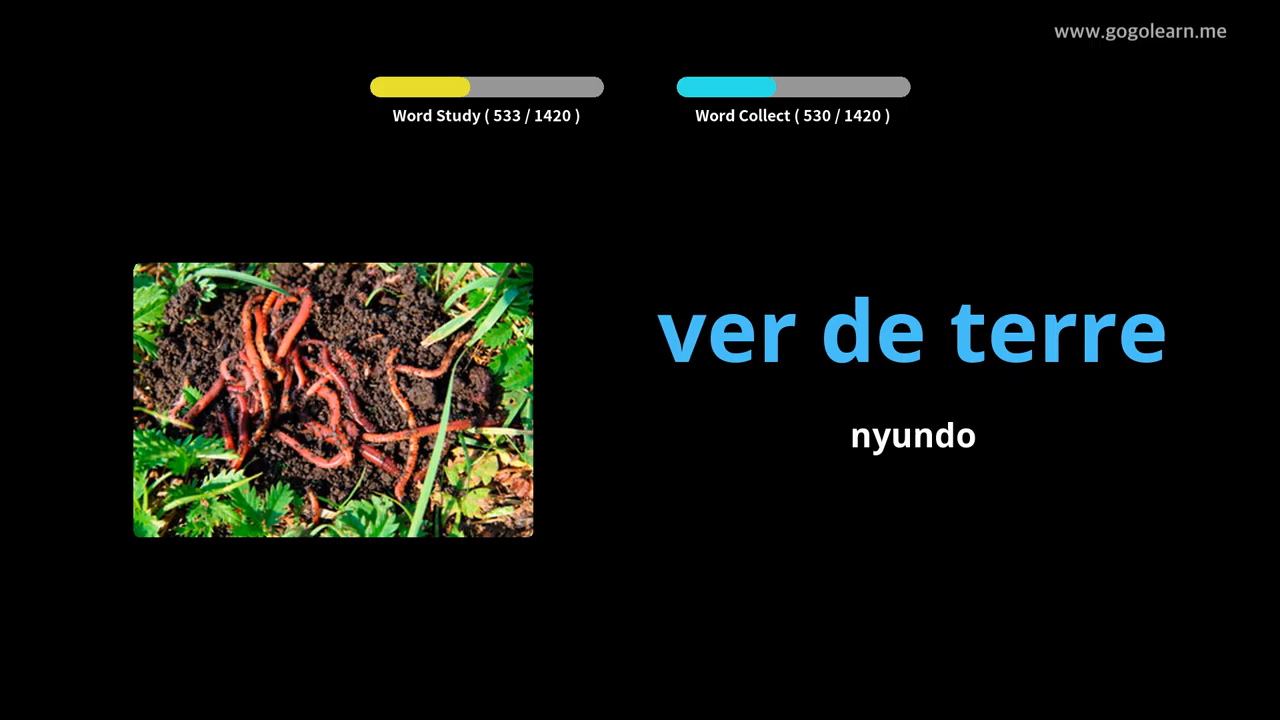 www.gogolearn.me
Word Study ( 533 / 1420 )
Word Collect ( 530 / 1420 )
ver de terre
nyundo